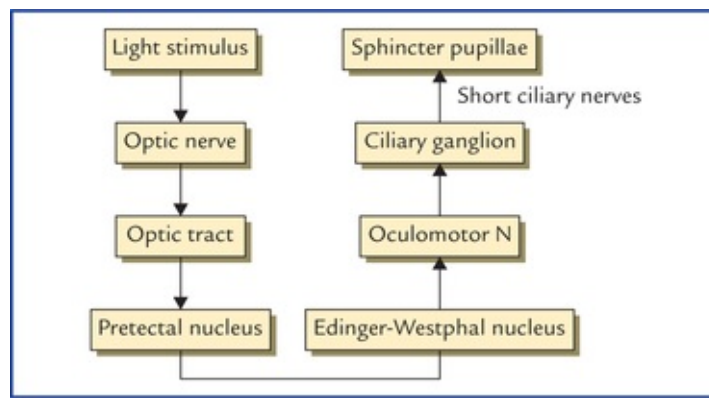 Light stimulus
Optic nerve
Optic tract
Pretectal nucleus
Edinger-Westphal nucleus
Oculomotor N
Ciliary ganglion
Short ciliary nerves
Sphincter pupillae